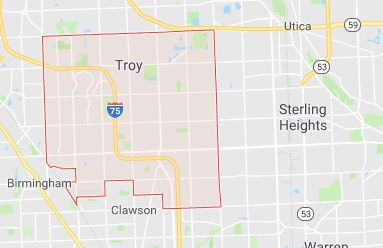 Utica
59
Troy
53
75
Sterling
Heights
Birmingham
Clawson
53
Warren